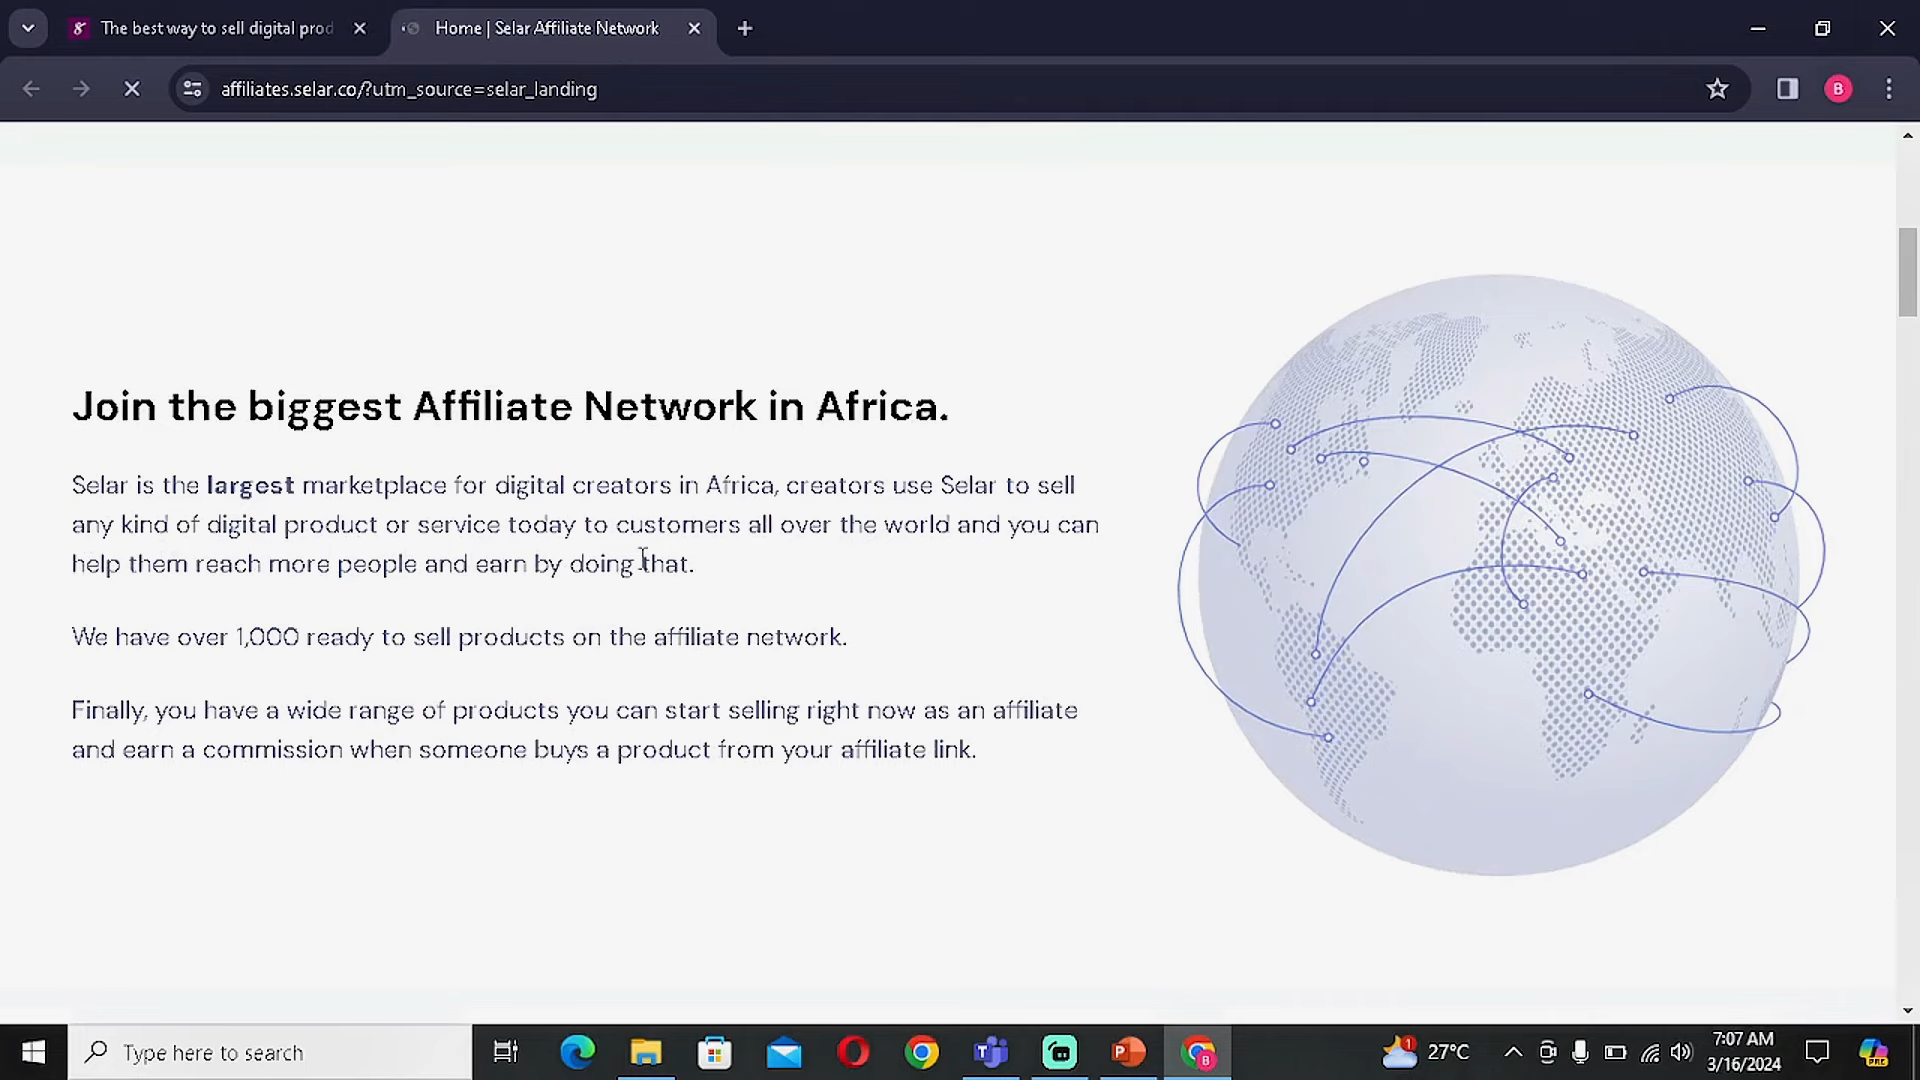 The best way to sell digital prod
Home | Selar Affiliate Network
affiliates.selar.co/?utm_source=selar_landing
B
Join the biggest Affiliate Network in Africa.
Selar is the largest marketplace for digital creators in Africa, creators use Selar to sell
any kind of digital product or service today to customers all over the world and you can
help them reach more people and earn by doing that.
We have over 1,000 ready to sell products on the affiliate network.
Finally, you have a wide range of products you can start selling right now as an affiliate
and earn a commission when someone buys a product from your affiliate link.
Type here to search
1
27°C
7:07 AM
3/16/2024